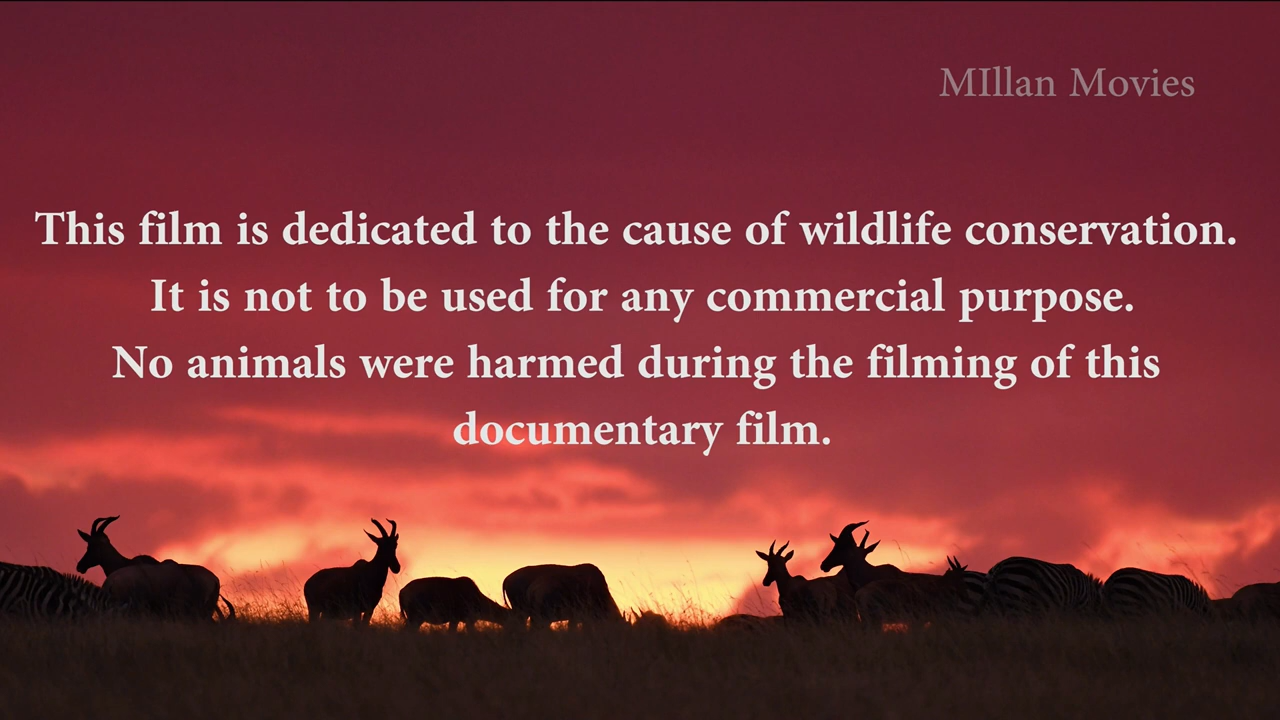 MIllan Movies
This film is dedicated to the cause of wildlife conservation.
It is not to be used for any commercial purpose.
No animals were harmed during the filming of this
documentary film.